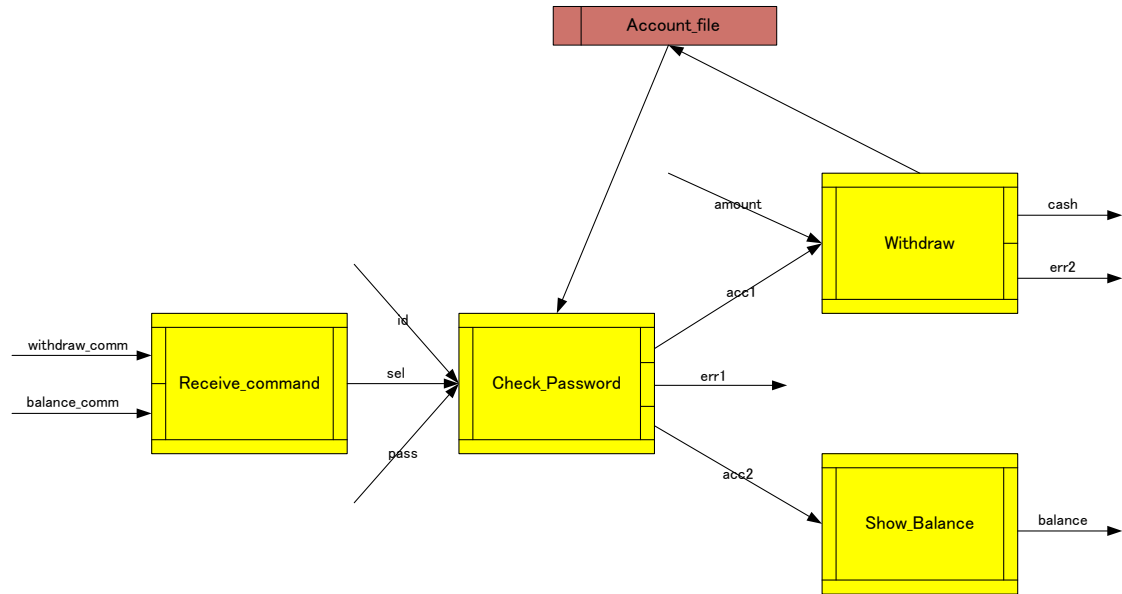 Account_file
amount
cash
Withdraw
err2
acc1
id
withdraw_comm
sel
err1
Receive_command
Check_Password
balance_comm
pass
acc2
Show_Balance
balance